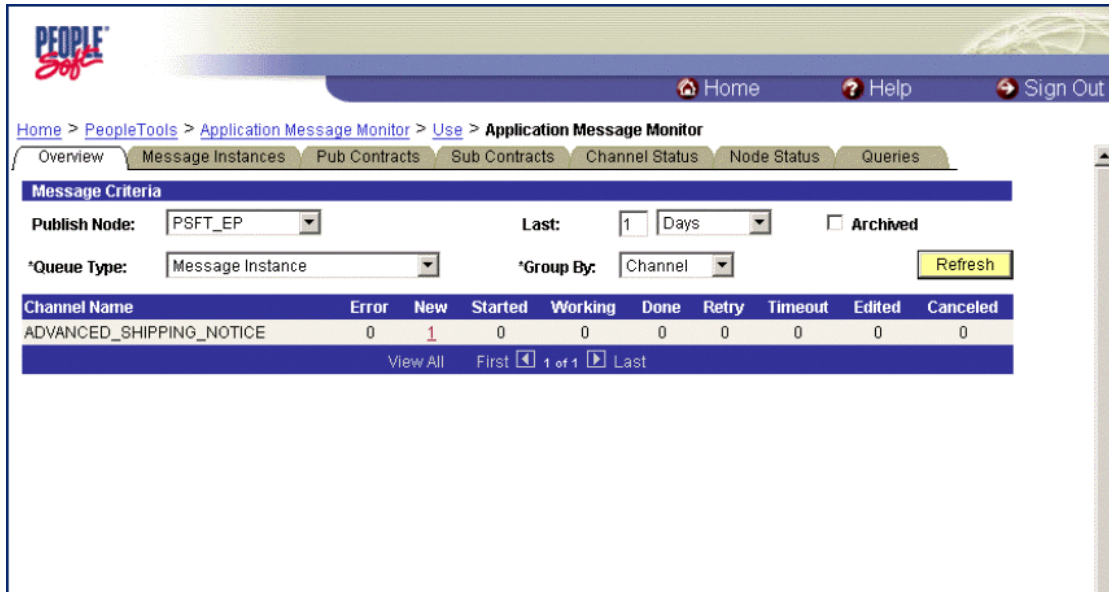 PEOPLE
Soft
Home Help Sign Out
Home > PeopleTools > Application Message Monitor > Use > Application Message Monitor
Overview Message Instances Pub Contracts Sub Contracts Channel Status Node Status Queries
Message Criteria
Publish Node: PSFT_EP Last: 1 Days Archived
*Queue Type: Message Instance *Group By: Channel Refresh
Channel Name Error New Started Working Done Retry Timeout Edited Canceled
ADVANCED_SHIPPING_NOTICE 0 1 0 0 0 0 0 0 0
View All First 1 of 1 Last